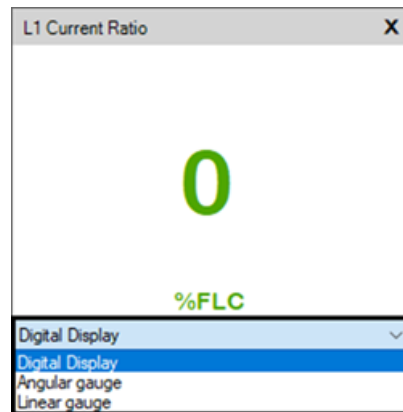 L1 Current Ratio X
0
%FLC
Digital Display
Digital Display
Angular gauge
Linear gauge